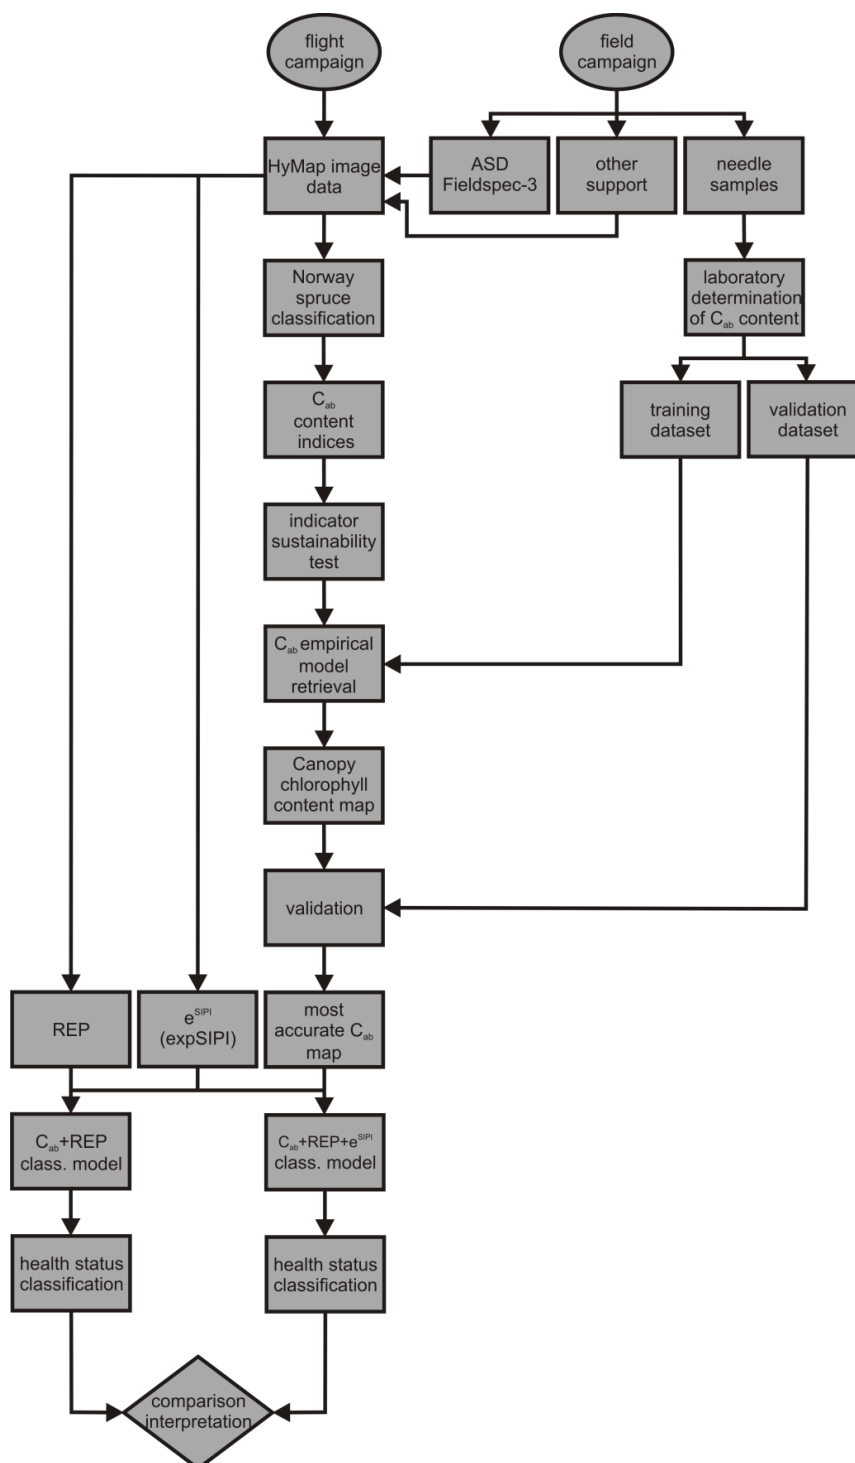 flight
campaign
field
campaign
HyMap image
data
ASD
Fieldspec-3
other
support
needle
samples
Norway
spruce
classification
laboratory
determination
of Cab content
Cab
content
indices
training
dataset
validation
dataset
indicator
sustainability
test
Cab empirical
model
retrieval
Canopy
chlorophyll
content map
validation
REP
eSIPI
(expSIPI)
most
accurate Cab
map
Cab+REP
class. model
Cab+REP+eSIPI
class. model
health status
classification
health status
classification
comparison
interpretation